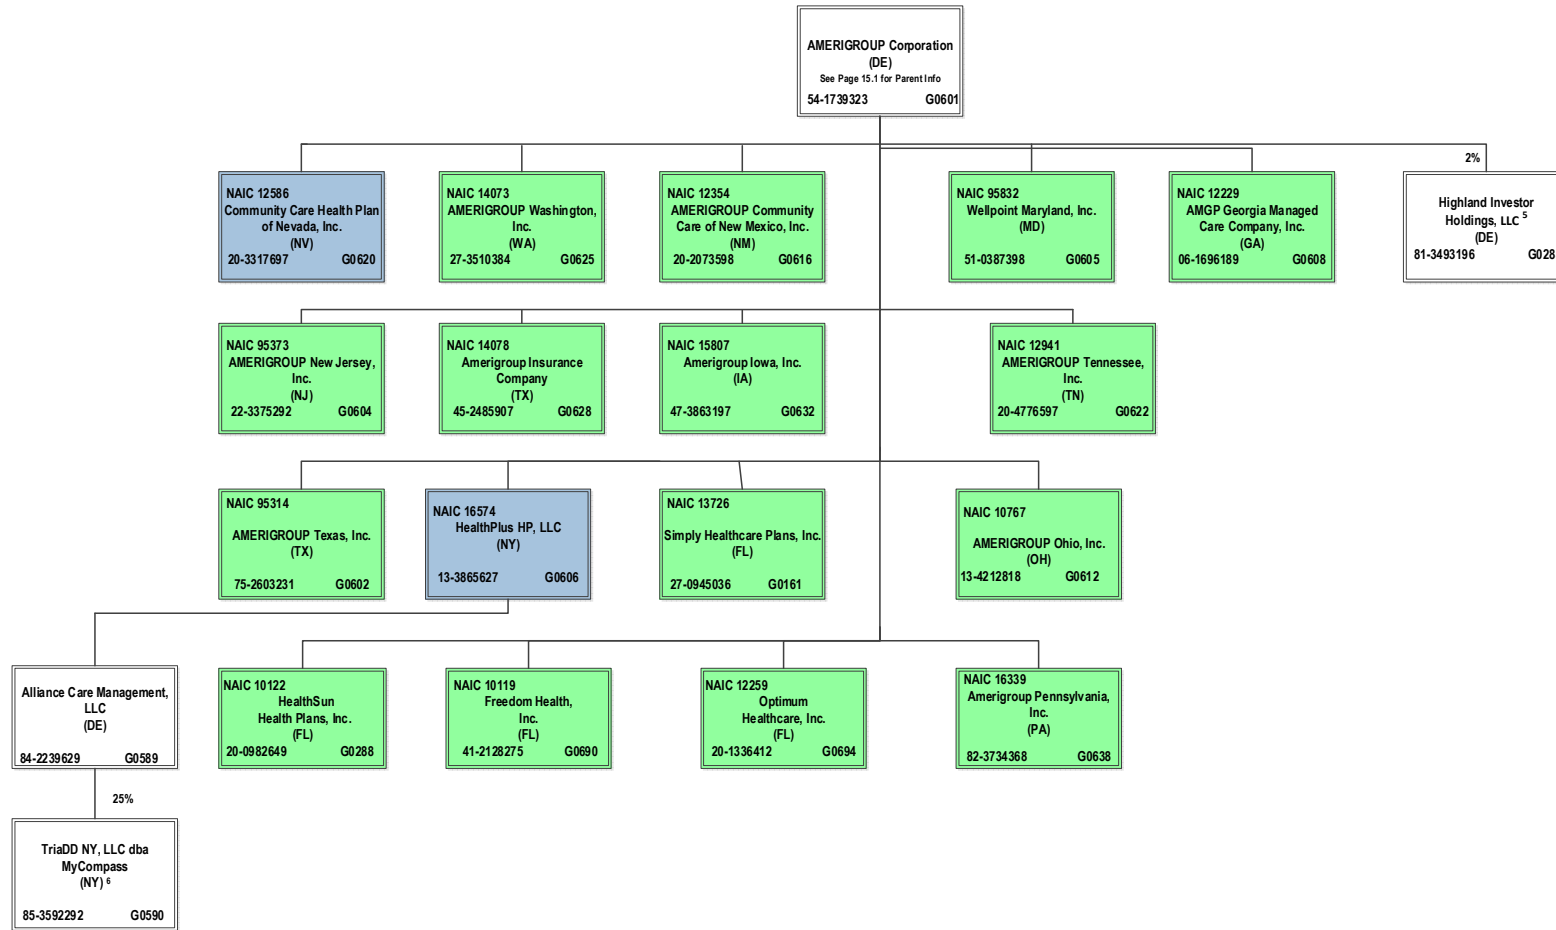 AMERIGROUP Corporation
(DE)
See Page 15.1 for Parent Info
54-1739323 G0601
2%
NAIC 12586
Community Care Health Plan
of Nevada, Inc.
(NV)
20-3317697 G0620
NAIC 14073
AMERIGROUP Washington,
Inc.
(WA)
27-3510384 G0625
NAIC 12354
AMERIGROUP Community
Care of New Mexico, Inc.
(NM)
20-2073598 G0616
NAIC 95832
Wellpoint Maryland, Inc.
(MD)
51-0387398 G0605
NAIC 12229
AMGP Georgia Managed
Care Company, Inc.
(GA)
06-1696189 G0608
Highland Investor
Holdings, LLC 5
(DE)
81-3493196 G028
NAIC 95373
AMERIGROUP New Jersey,
Inc.
(NJ)
22-3375292 G0604
NAIC 14078
Amerigroup Insurance
Company
(TX)
45-2485907 G0628
NAIC 15807
Amerigroup Iowa, Inc.
(IA)
47-3863197 G0632
NAIC 12941
AMERIGROUP Tennessee,
Inc.
(TN)
20-4776597 G0622
NAIC 95314
AMERIGROUP Texas, Inc.
(TX)
75-2603231 G0602
NAIC 16574
HealthPlus HP, LLC
(NY)
13-3865627 G0606
NAIC 13726
Simply Healthcare Plans, Inc.
(FL)
27-0945036 G0161
NAIC 10767
AMERIGROUP Ohio, Inc.
(OH)
13-4212818 G0612
Alliance Care Management,
LLC
(DE)
84-2239629 G0589
NAIC 10122
HealthSun
Health Plans, Inc.
(FL)
20-0982649 G0288
NAIC 10119
Freedom Health,
Inc.
(FL)
41-2128275 G0690
NAIC 12259
Optimum
Healthcare, Inc.
(FL)
20-1336412 G0694
NAIC 16339
Amerigroup Pennsylvania,
Inc.
(PA)
82-3734368 G0638
25%
TriaDD NY, LLC dba
MyCompass
(NY) 6
85-3592292 G0590